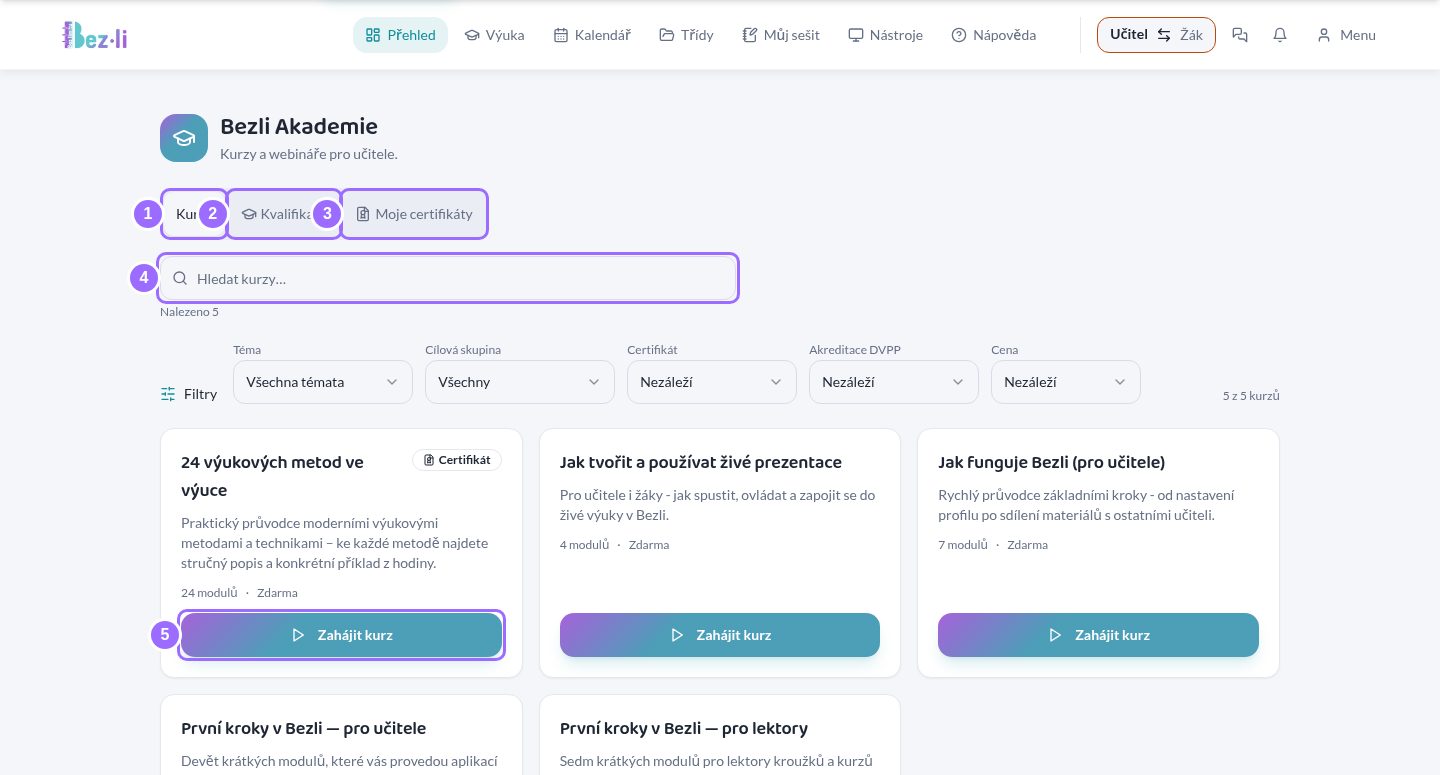 Bez·li
Přehled
Výuka
Kalendář
Třídy
Můj sešit
Nástroje
Nápověda
Učitel
Žák
Menu
Bezli Akademie
Kurzy a webináře pro učitele.
1
2
3
Moje certifikáty
4
Hledat kurzy...
Nalezeno 5
Filtry
Téma
Všechna témata
Cílová skupina
Všechny
Certifikát
Nezáleží
Akreditace DVPP
Nezáleží
Cena
Nezáleží
5 z 5 kurzů
24 výukových metod ve
výuce
Certifikát
Praktický průvodce moderními výukovými
metodami a technikami – ke každé metodě najdete
stručný popis a konkrétní příklad z hodiny.
24 modulů · Zdarma
5
Zahájit kurz
Jak tvořit a používat živé prezentace
Pro učitele i žáky - jak spustit, ovládat a zapojit se do
živé výuky v Bezli.
4 modulů · Zdarma
Zahájit kurz
Jak funguje Bezli (pro učitele)
Rychlý průvodce základními kroky - od nastavení
profilu po sdílení materiálů s ostatními učiteli.
7 modulů · Zdarma
Zahájit kurz
První kroky v Bezli — pro učitele
Devět krátkých modulů, které vás provedou aplikací
První kroky v Bezli — pro lektory
Sedm krátkých modulů pro lektory kroužků a kurzů